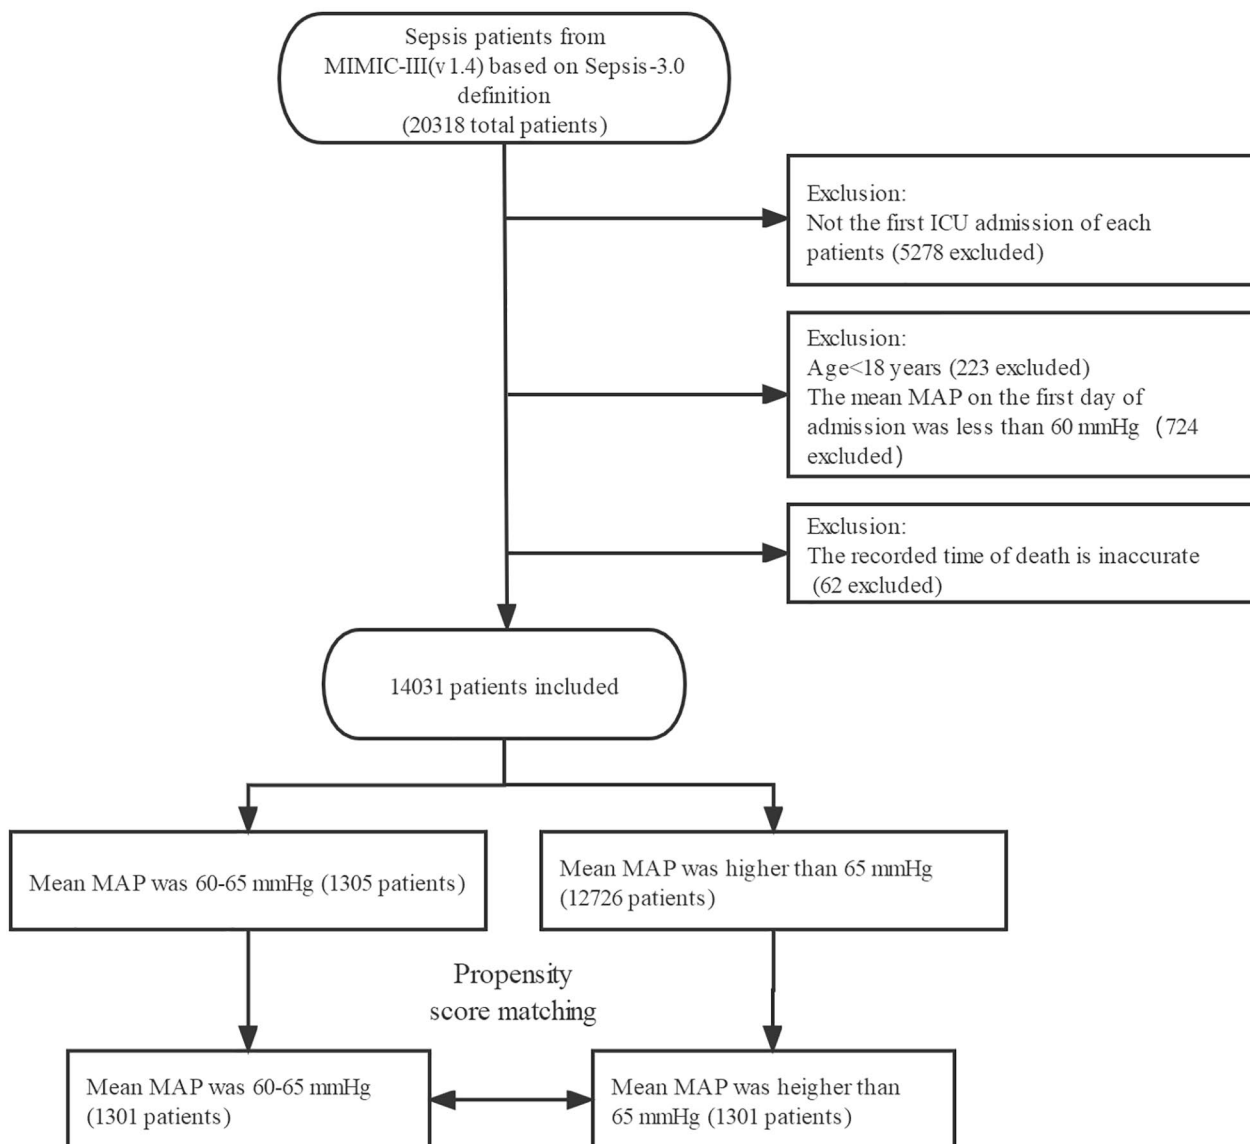 Sepsis patients from
MIMIC-III(v1.4) based on Sepsis-3.0
definition
(20318 total patients)
Exclusion:
Not the first ICU admission of each
patients (5278 excluded)
Exclusion:
Age<18 years (223 excluded)
The mean MAP on the first day of
admission was less than 60 mmHg （724
excluded）
Exclusion:
The recorded time of death is inaccurate
(62 excluded)
14031 patients included
Mean MAP was 60-65 mmHg (1305 patients)
Mean MAP was higher than 65 mmHg
(12726 patients)
Propensity
score matching
Mean MAP was 60-65 mmHg
(1301 patients)
Mean MAP was heigher than
65 mmHg (1301 patients)